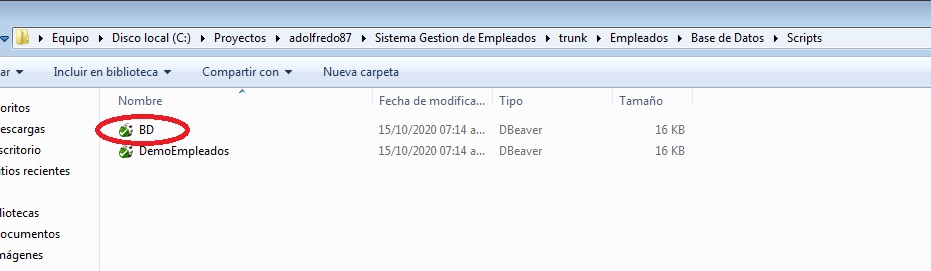 Equipo Disco local (C:) Proyectos adolfredo87 Sistema Gestion de Empleados trunk Empleados Base de Datos Scripts
ar Incluir en biblioteca Compartir con Nueva carpeta
oritos Nombre Fecha de modifica... Tipo Tamaño
escargas BD 15/10/2020 07:14 a... DBeaver 16 KB
scritorio DemoEmpleados 15/10/2020 07:14 a... DBeaver 16 KB
itios recientes
liotecas
ocumentos
mágenes